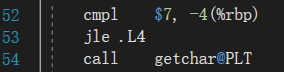 52 cmpl $7, -4(%rbp)
53 jle .L4
54 call getchar@PLT